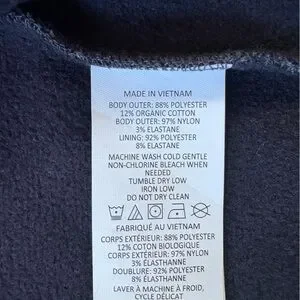 MADE IN VIETNAM
BODY OUTER: 88% POLYESTER
12% ORGANIC COTTON
BODY OUTER: 97% NYLON
3% ELASTANE
LINING: 92% POLYESTER
8% ELASTANE
MACHINE WASH COLD GENTLE
NON-CHLORINE BLEACH WHEN
NEEDED
TUMBLE DRY LOW
IRON LOW
DO NOT DRY CLEAN
FABRIQUÉ AU VIETNAM
CORPS EXTÉRIEUR: 88% POLYESTER
12% COTON BIOLOGIQUE
CORPS EXTÉRIEUR: 97% NYLON
3% ÉLASTHANNE
DOUBLURE: 92% POLYESTER
8% ÉLASTHANNE
LAVER À MACHINE À FROID,
CYCLE DÉLICAT